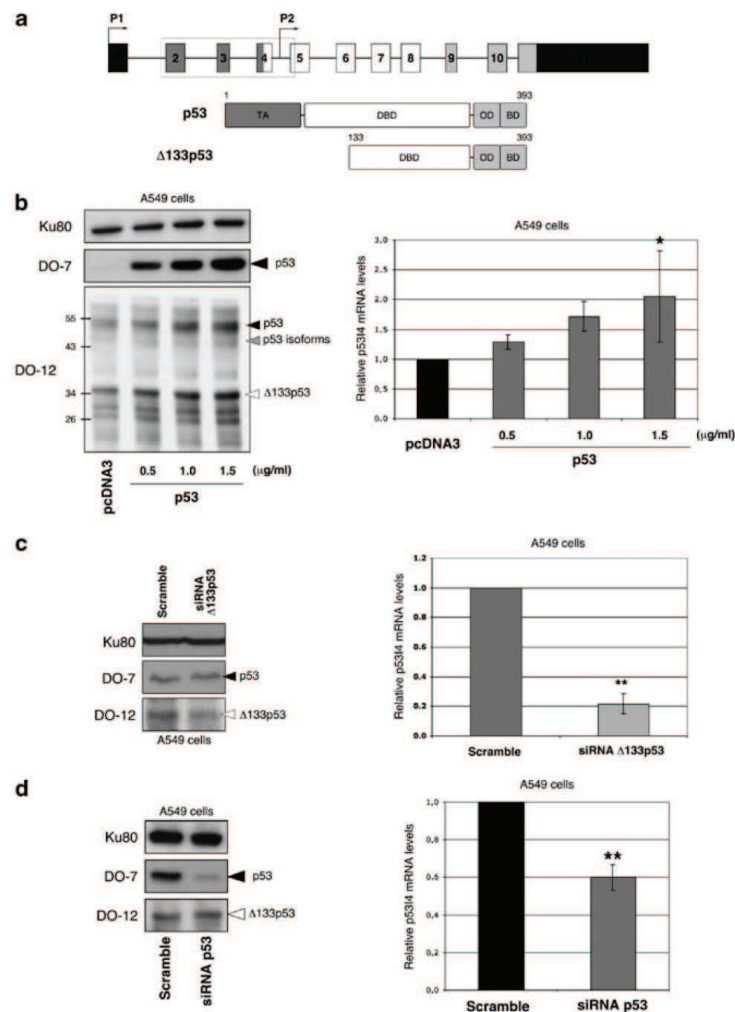 a
P1
P2
2
3
4
5
6
7
8
9
10
1
393
p53
TA
DBD
OD
BD
133
393
Δ133p53
DBD
OD
BD
b
A549 cells
Ku80
DO-7
p53
55
p53
43
p53 isoforms
DO-12
34
Δ133p53
26
pcDNA3
0.5
1.0
1.5
(µg/ml)
p53
A549 cells
Relative p53I4 mRNA levels
3,0
2,5
2,0
1,5
1,0
0,5
0,0
★
pcDNA3
0.5
1.0
1.5
(µg/ml)
p53
c
Scramble
siRNA Δ133p53
Ku80
DO-7
p53
DO-12
Δ133p53
A549 cells
A549 cells
Relative p53I4 mRNA levels
1.2
1.0
0.8
0.6
0.4
0.2
0.0
**
Scramble
siRNA Δ133p53
d
A549 cells
Ku80
DO-7
p53
DO-12
Δ133p53
Scramble
siRNA p53
A549 cells
Relative p53I4 mRNA levels
1,0
0,4
0,2
0,0
**
Scramble
siRNA p53